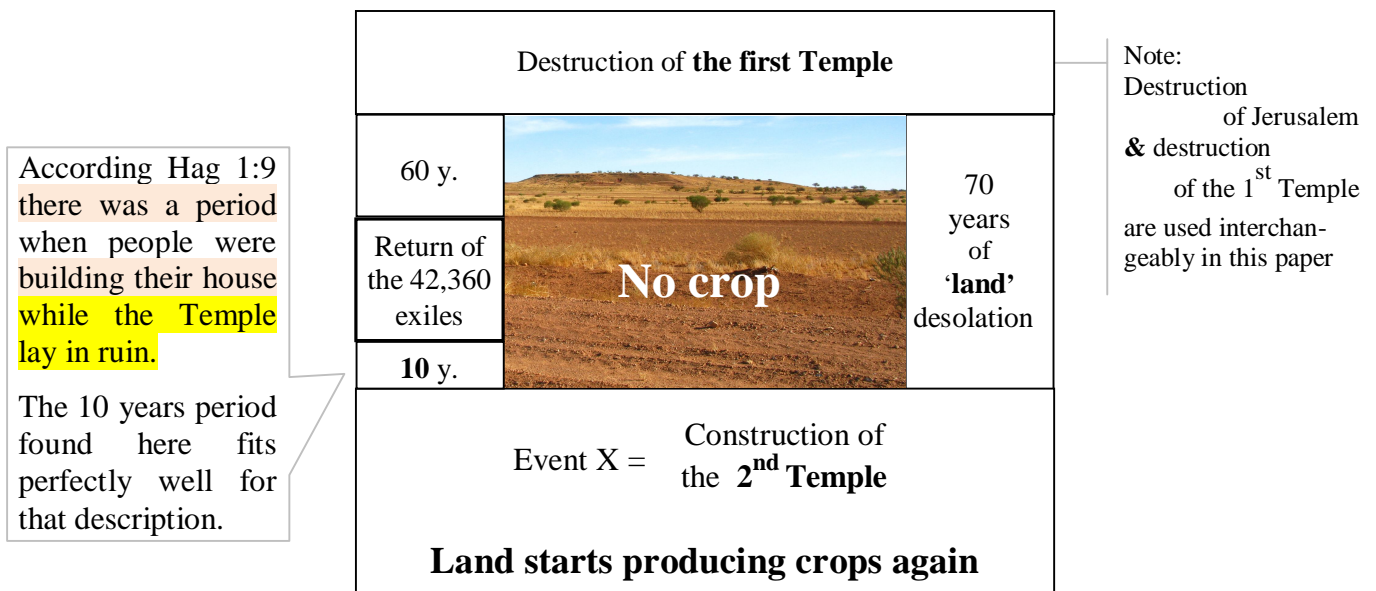 Destruction of the first Temple
Note:
Destruction
of Jerusalem
& destruction
of the 1st Temple
are used interchan-
geably in this paper
According Hag 1:9
there was a period
when people were
building their house
while the Temple
lay in ruin.
The 10 years period
found here fits
perfectly well for
that description.
60 y.
Return of
the 42,360
exiles
10 y.
No crop
70
years
of
‘land’
desolation
Event X =
Construction of
the 2nd Temple
Land starts producing crops again